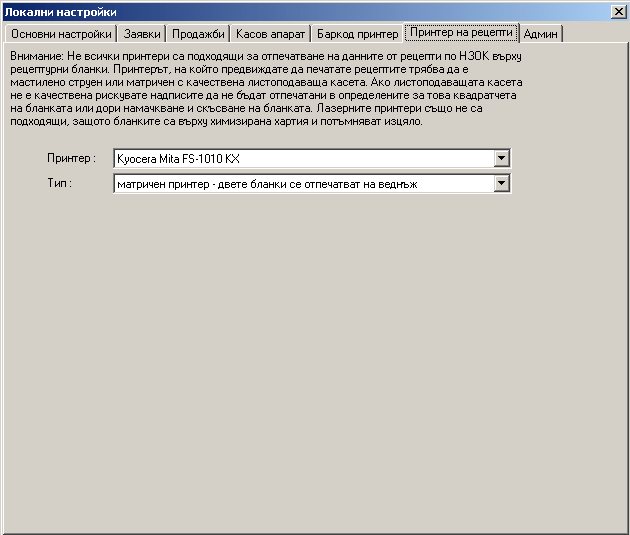 Локални настройки
Основни настройки Заявки Продажби Касов апарат Баркод принтер Принтер на рецепти Админ
Внимание: Не всички принтери са подходящи за отпечатване на данните от рецепти по НЗОК върху
рецептурни бланки. Принтерът, на който предвиждате да печатате рецептите трябва да е
мастилено струен или матричен с качествена листоподаваща касета. Ако листоподаващата касета
не е качествена рискувате надписите да не бъдат отпечатани в определените за това квадратчета
на бланката или дори намачкване и скъсване на бланката. Лазерните принтери също не са
подходящи, защото бланките са върху химизирана хартия и потъмняват изцяло.
Принтер : Kyocera Mita FS-1010 KX
Тип : матричен принтер - двете бланки се отпечатват на веднъж